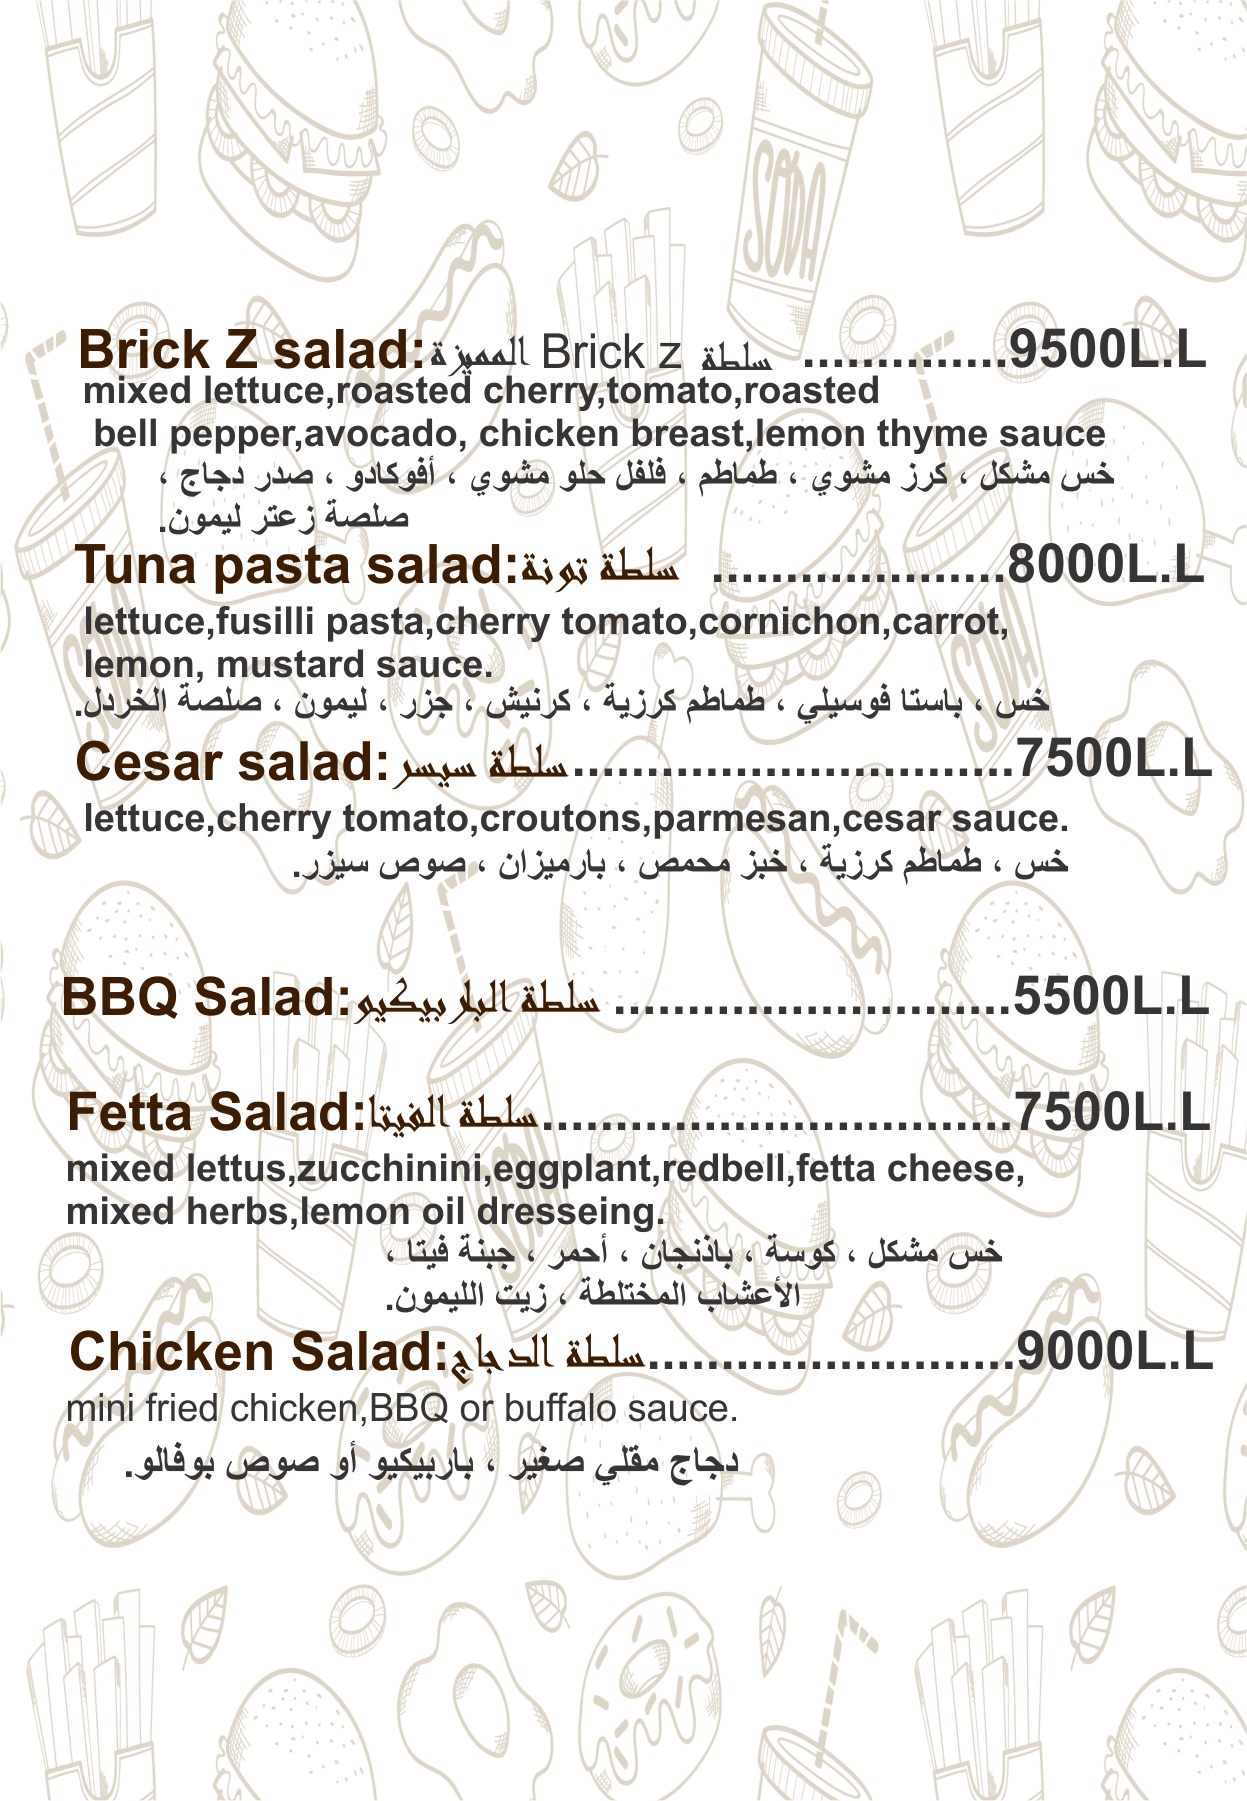 SODA
Brick Z salad: سلطة Brick z المميزة ..............9500L.L
mixed lettuce,roasted cherry,tomato,roasted
bell pepper,avocado, chicken breast,lemon thyme sauce
خس مشكل ، كرز مشوي ، طماطم ، فلفل حلو مشوي ، أفوكادو ، صدر دجاج ،
صلصة زعتر ليمون.
Tuna pasta salad:سلطة تونة ....................8000L.L
lettuce,fusilli pasta,cherry tomato,cornichon,carrot,
lemon, mustard sauce.
SODA
SODA
خس ، باستا فوسيلي ، طماطم كرزية ، كرنيش ، جزر ، ليمون ، صلصة الخردل.
Cesar salad:سلطة سيسر..............................7500L.L
lettuce,cherry tomato,croutons,parmesan,cesar sauce.
خس ، طماطم كرزية ، خبز محمص ، بارميزان ، صوص سيزر.
BBQ Salad:سلطة الباربيكيو ...........................5500L.L
Fetta Salad:سلطة الفيتا................................7500L.L
mixed lettus,zucchinini,eggplant,redbell,fetta cheese,
mixed herbs,lemon oil dresseing.
خس مشكل ، كوسة ، باذنجان ، أحمر ، جبنة فيتا ،
الأعشاب المختلطة ، زيت الليمون.
Chicken Salad:سلطة الدجاج.........................9000L.L
mini fried chicken,BBQ or buffalo sauce.
دجاج مقلي صغير ، باربيكيو أو صوص بوفالو.